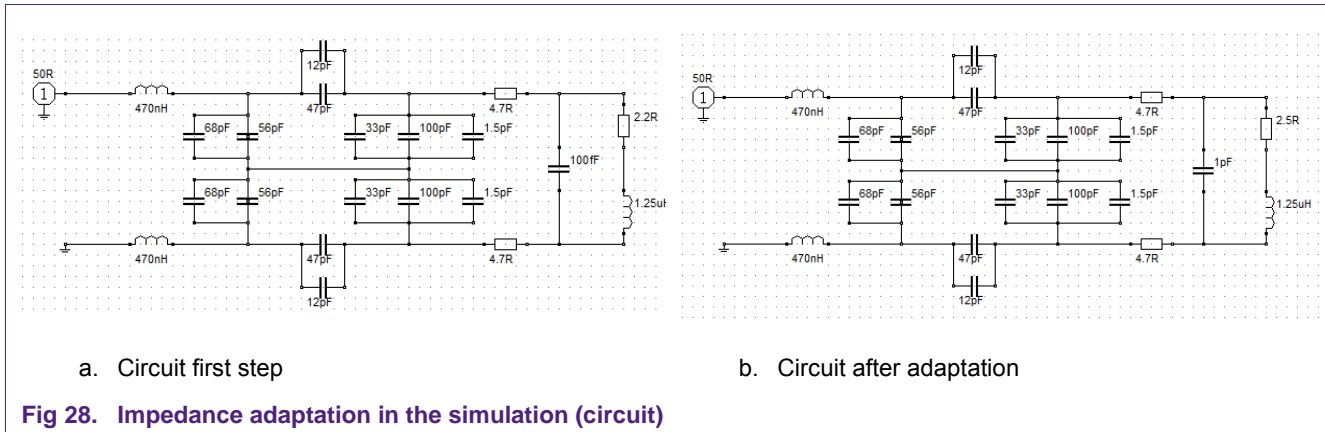 50R
1
470nH
12pF
47pF
4.7R
2.2R
68pF
56pF
33pF
100pF
1.5pF
100fF
68pF
56pF
33pF
100pF
1.5pF
1.25uH
470nH
47pF
4.7R
12pF
50R
1
470nH
12pF
47pF
4.7R
2.5R
68pF
56pF
33pF
100pF
1.5pF
1pF
68pF
56pF
33pF
100pF
1.5pF
1.25uH
470nH
47pF
4.7R
12pF
a. Circuit first step
b. Circuit after adaptation
Fig 28. Impedance adaptation in the simulation (circuit)